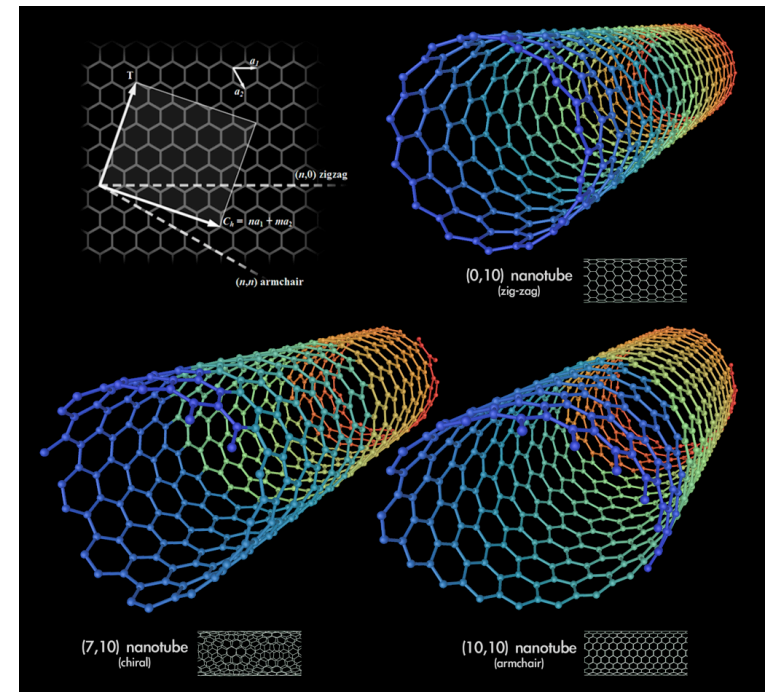 T
a₁
a₂
(n,0) zigzag
Cₕ = na₁ + ma₂
(n,n) armchair
(0,10) nanotube
(zig-zag)
(7,10) nanotube
(chiral)
(10,10) nanotube
(armchair)